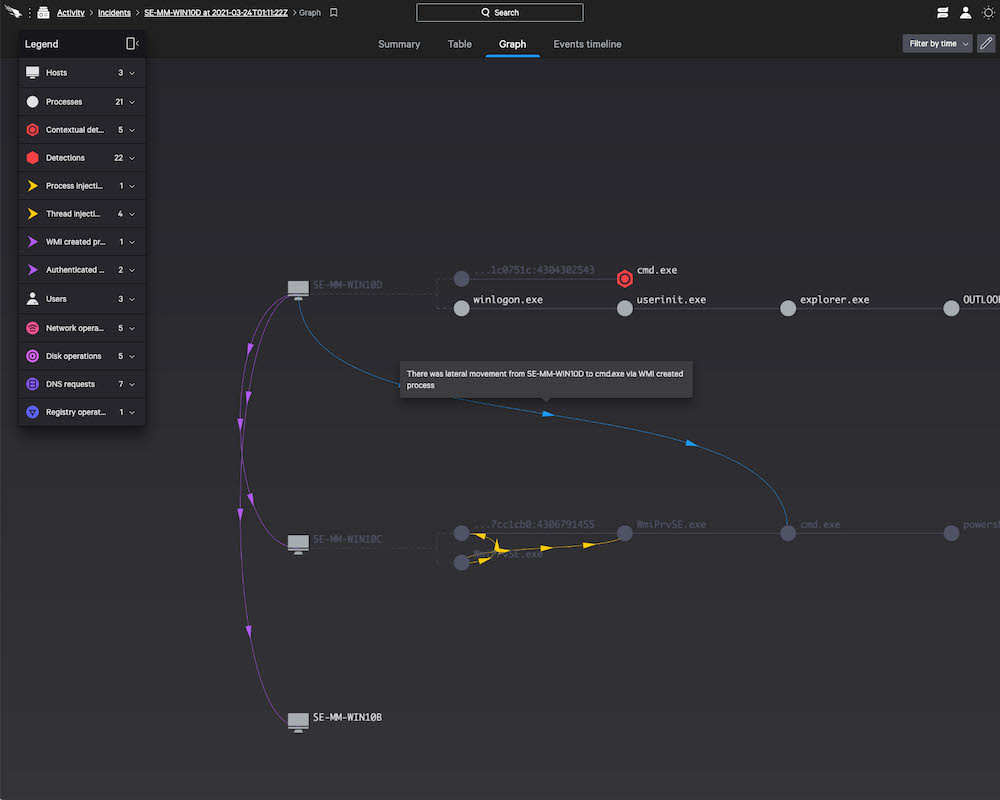 Activity > Incidents > SE-MM-WIN10D at 2021-03-24T01:11:22Z > Graph
Search
Summary Table Graph Events timeline
Filter by time
Legend
Hosts 3
Processes 21
Contextual det... 5
Detections 22
Process injecti... 1
Thread injecti... 4
WMI created pr... 1
Authenticated ... 2
Users 3
Network opera... 5
Disk operations 5
DNS requests 7
Registry operat... 1
SE-MM-WIN10D
...1c0751c:4304302543
cmd.exe
winlogon.exe
userinit.exe
explorer.exe
OUTLOO
There was lateral movement from SE-MM-WIN10D to cmd.exe via WMI created
process
SE-MM-WIN10C
...7cc1cb0:4306791455
WmiPrvSE.exe
cmd.exe
powersh
WmiPrvSE.exe
SE-MM-WIN10B